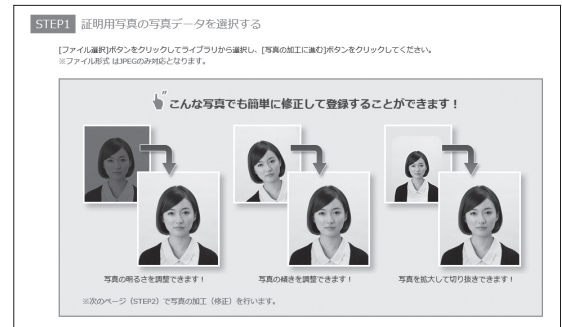 STEP1 証明用写真の写真データを選択する
[ファイル選択]ボタンをクリックしてライブラリから選択し、[写真の加工に進む]ボタンをクリックしてください。
※ファイル形式 はJPEGのみ対応となります。
こんな写真でも簡単に修正して登録することができます！
写真の明るさを調整できます！
写真の傾きを調整できます！
写真を拡大して切り抜きできます！
※次のページ（STEP2）で写真の加工（修正）を行います。